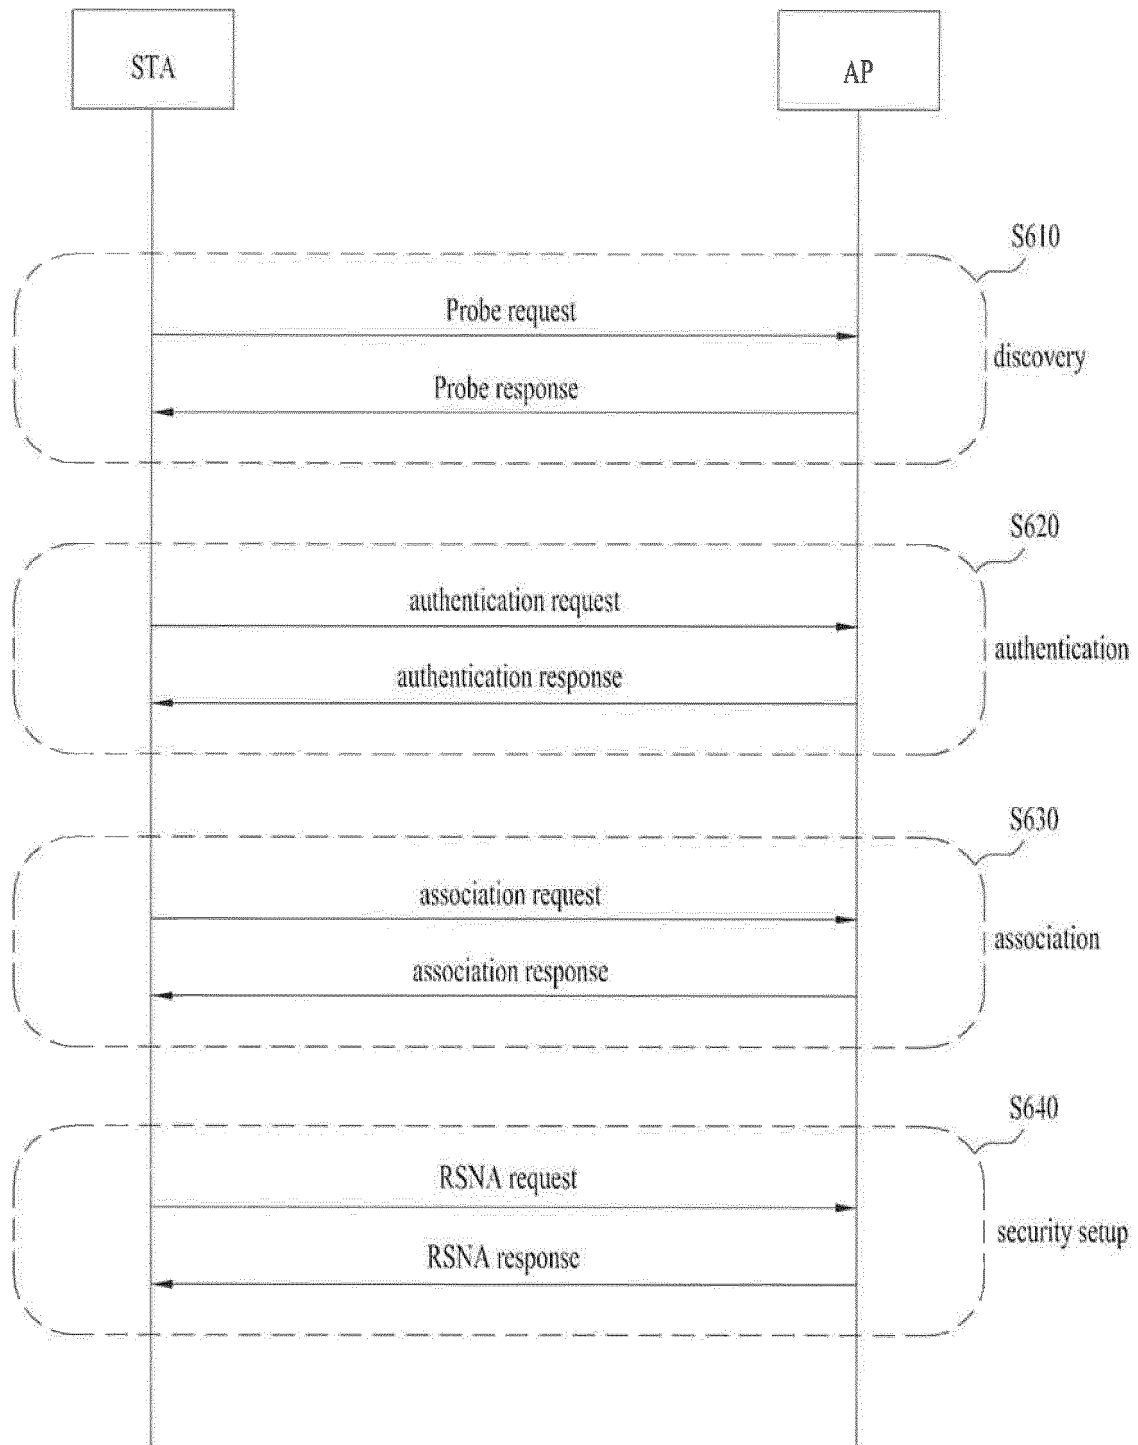 STA
AP
S610
Probe request
discovery
Probe response
S620
authentication request
authentication
authentication response
S630
association request
association
association response
S640
RSNA request
security setup
RSNA response